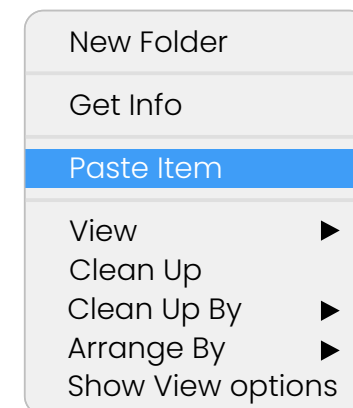 New Folder
Get Info
Paste Item
View
Clean Up
Clean Up By
Arrange By
Show View options